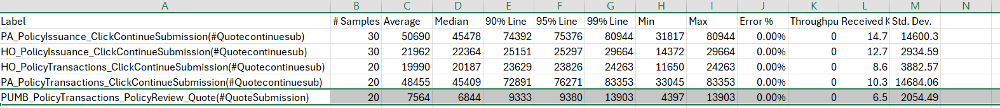 A B C D E F G H I J K L M N
Label # Samples Average Median 90% Line 95% Line 99% Line Min Max Error % Throughpu Received K Std. Dev.
PA_PolicyIssuance_ClickContinueSubmission(#Quotecontinuesub) 30 50690 45478 74392 75376 80944 31817 80944 0.00% 0 14.7 14600.3
HO_PolicyIssuance_ClickContinueSubmission(#Quotecontinuesub) 30 21962 22364 25151 25297 29664 14372 29664 0.00% 0 12.7 2934.59
HO_PolicyTransactions_ClickContinueSubmission(#Quotecontinuesub) 20 19990 20187 23629 23826 24263 11650 24263 0.00% 0 8.6 3882.57
PA_PolicyTransactions_ClickContinueSubmission(#Quotecontinuesub) 20 48455 45409 72891 76271 83353 33045 83353 0.00% 0 10.3 14684.06
PUMB_PolicyTransactions_PolicyReview_Quote(#QuoteSubmission) 20 7564 6844 9333 9380 13903 4397 13903 0.00% 0 6.5 2054.49